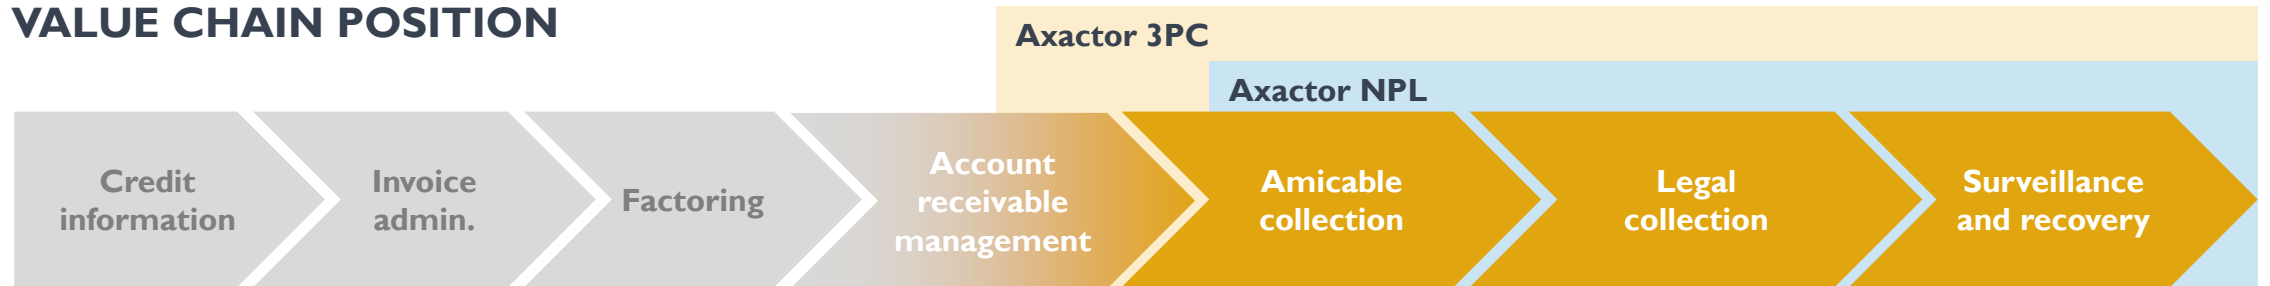 VALUE CHAIN POSITION
Axactor 3PC
Axactor NPL
Credit
information
Invoice
admin.
Factoring
Account
receivable
management
Amicable
collection
Legal
collection
Surveillance
and recovery